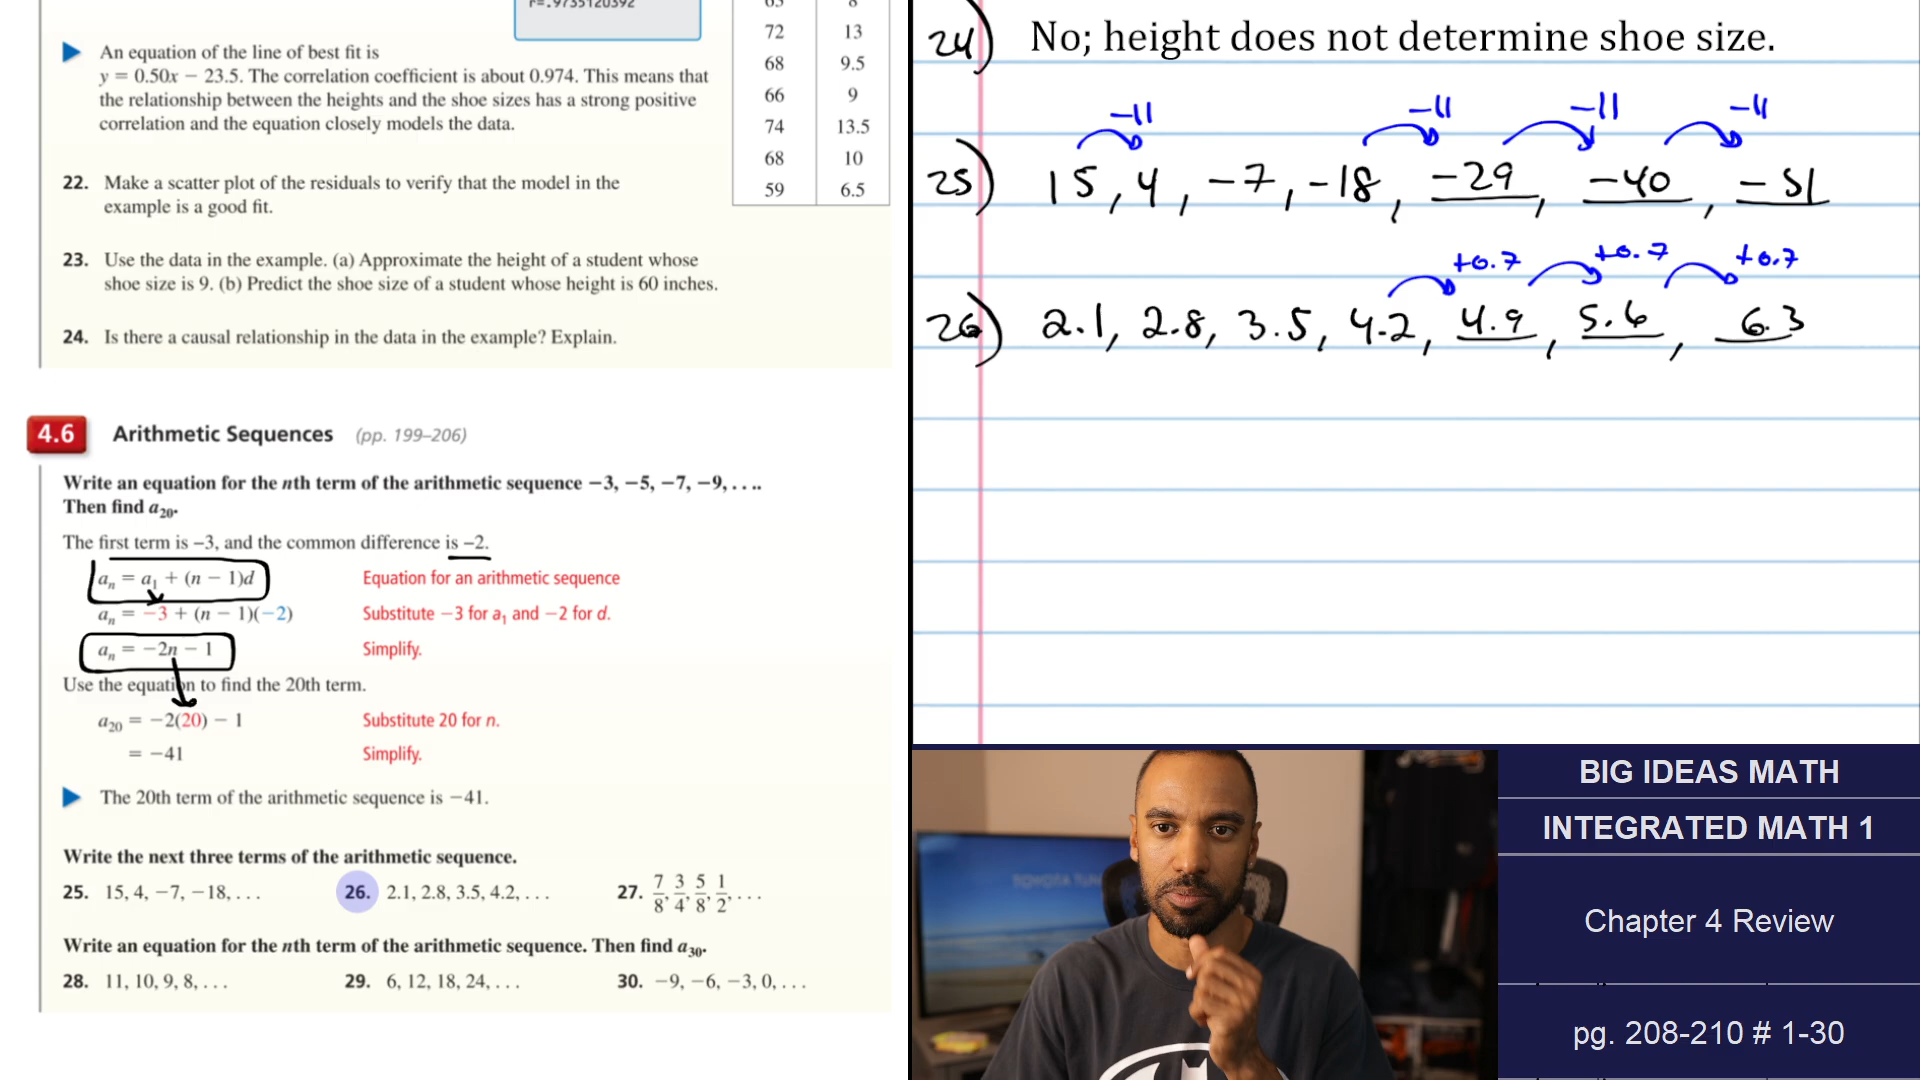 r=.9735120392
63 8
72 13
68 9.5
66 9
74 13.5
68 10
59 6.5
An equation of the line of best fit is
y = 0.50x − 23.5. The correlation coefficient is about 0.974. This means that
the relationship between the heights and the shoe sizes has a strong positive
correlation and the equation closely models the data.
22. Make a scatter plot of the residuals to verify that the model in the
example is a good fit.
23. Use the data in the example. (a) Approximate the height of a student whose
shoe size is 9. (b) Predict the shoe size of a student whose height is 60 inches.
24. Is there a causal relationship in the data in the example? Explain.
4.6 Arithmetic Sequences (pp. 199–206)
Write an equation for the nth term of the arithmetic sequence −3, −5, −7, −9, . . ..
Then find a₂₀.
The first term is −3, and the common difference is −2.
aₙ = a₁ + (n − 1)d Equation for an arithmetic sequence
aₙ = −3 + (n − 1)(−2) Substitute −3 for a₁ and −2 for d.
aₙ = −2n − 1 Simplify.
Use the equation to find the 20th term.
a₂₀ = −2(20) − 1 Substitute 20 for n.
= −41 Simplify.
The 20th term of the arithmetic sequence is −41.
Write the next three terms of the arithmetic sequence.
25. 15, 4, −7, −18, . . . 26. 2.1, 2.8, 3.5, 4.2, . . . 27. 7/8, 3/4, 5/8, 1/2, . . .
Write an equation for the nth term of the arithmetic sequence. Then find a₃₀.
28. 11, 10, 9, 8, . . . 29. 6, 12, 18, 24, . . . 30. −9, −6, −3, 0, . . .
24) No; height does not determine shoe size.
−11 −11 −11 −11
25) 15, 4, −7, −18, −29, −40, −51
+0.7 +0.7 +0.7
26) 2.1, 2.8, 3.5, 4.2, 4.9, 5.6, 6.3
BIG IDEAS MATH
INTEGRATED MATH 1
Chapter 4 Review
pg. 208-210 # 1-30